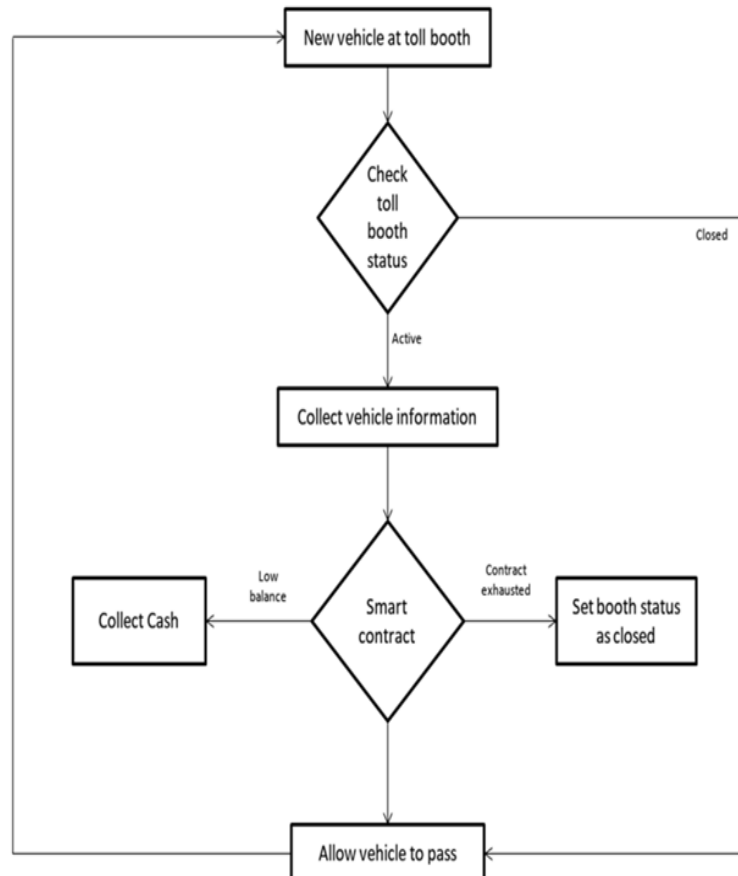 New vehicle at toll booth
Check
toll
booth
status
Closed
Active
Collect vehicle information
Low
balance
Contract
exhausted
Collect Cash
Smart
contract
Set booth status
as closed
Allow vehicle to pass